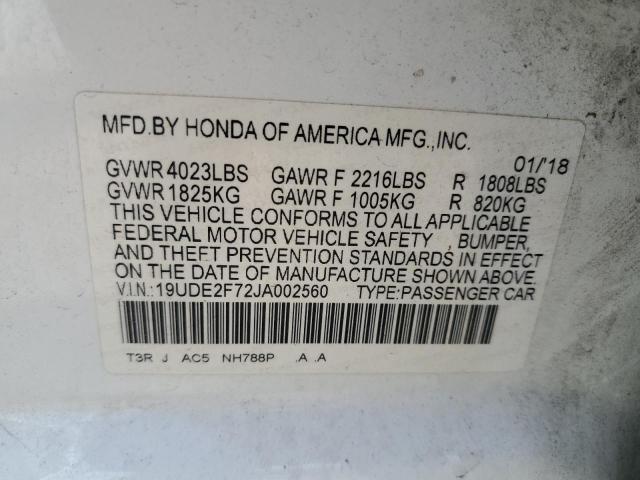 MFD.BY HONDA OF AMERICA MFG.,INC.
01/'18
GVWR 4023LBS GAWR F 2216LBS R 1808LBS
GVWR 1825KG GAWR F 1005KG R 820KG
THIS VEHICLE CONFORMS TO ALL APPLICABLE
FEDERAL MOTOR VEHICLE SAFETY , BUMPER,
AND THEFT PREVENTION STANDARDS IN EFFECT
ON THE DATE OF MANUFACTURE SHOWN ABOVE.
V.I.N.:19UDE2F72JA002560 TYPE:PASSENGER CAR
T3R J AC5 NH788P .A .A